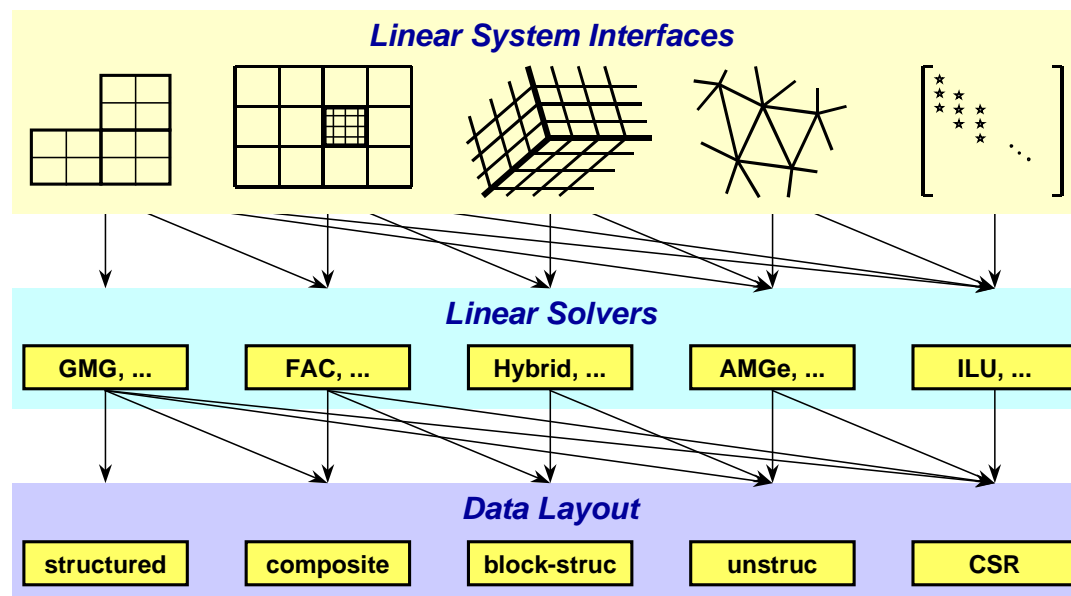 Linear System Interfaces
Linear Solvers
GMG, ...
FAC, ...
Hybrid, ...
AMGe, ...
ILU, ...
Data Layout
structured
composite
block-struc
unstruc
CSR